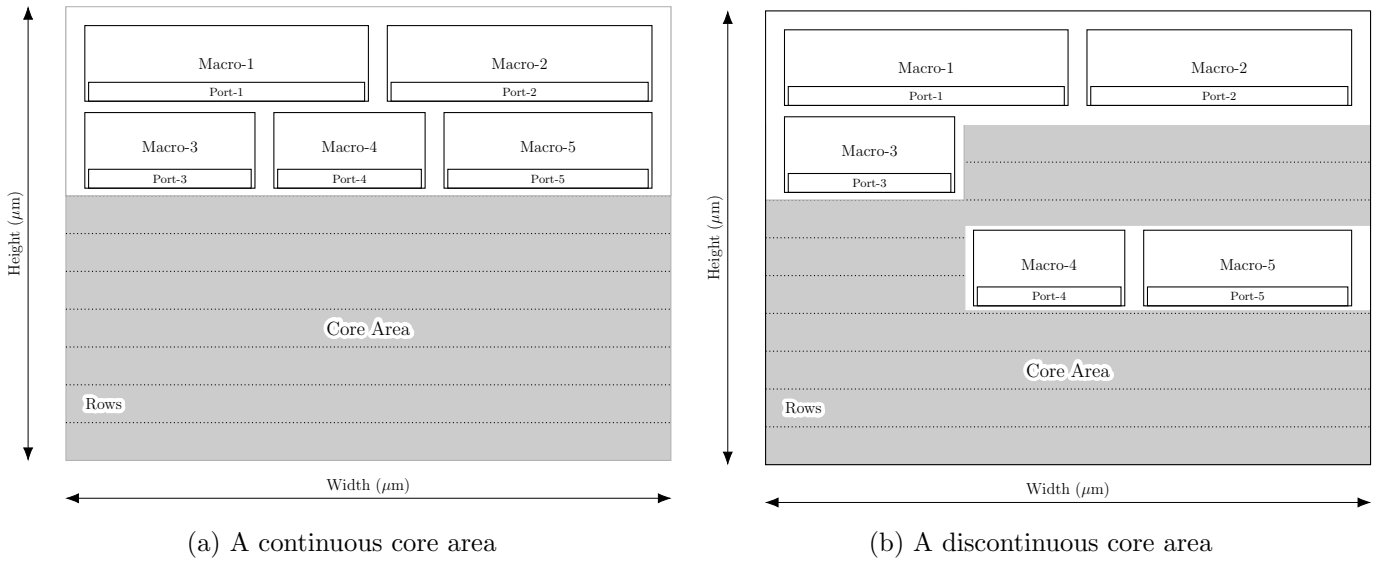 Macro-1
Macro-2
Port-1
Port-2
Macro-3
Macro-4
Macro-5
Port-3
Port-4
Port-5
Height (μm)
Core Area
Rows
Width (μm)
(a) A continuous core area
Macro-1
Macro-2
Port-1
Port-2
Macro-3
Port-3
Macro-4
Macro-5
Port-4
Port-5
Height (μm)
Core Area
Rows
Width (μm)
(b) A discontinuous core area